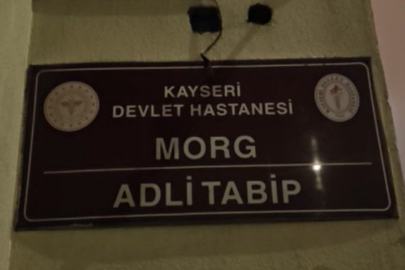 KAYSERİ
DEVLET HASTANESİ
MORG
ADLİ TABİP